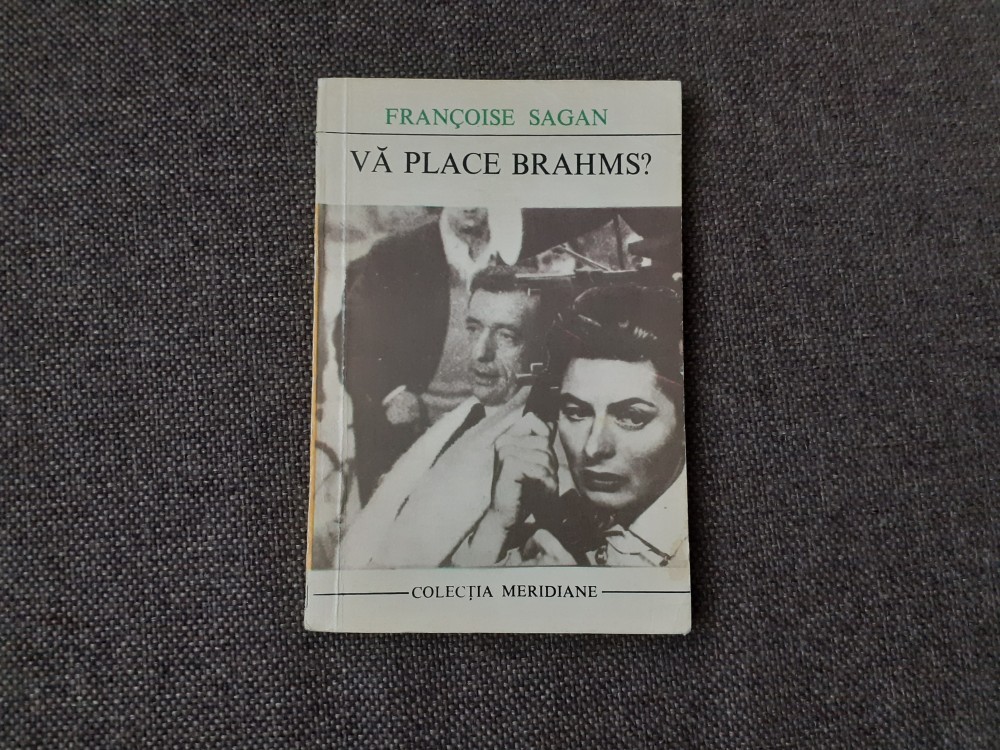 FRANÇOISE SAGAN
VĂ PLACE BRAHMS?
COLECȚIA MERIDIANE